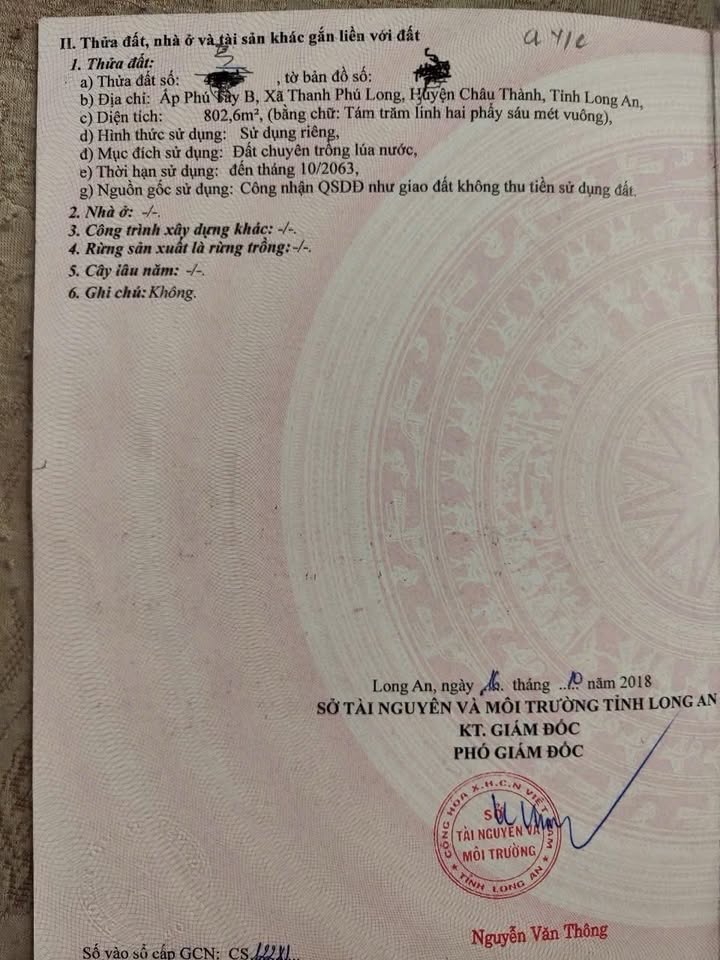 II. Thửa đất, nhà ở và tài sản khác gắn liền với đất
1. Thửa đất:
a) Thửa đất số: , tờ bản đồ số:
b) Địa chỉ: Ấp Phú Tây B, Xã Thanh Phú Long, Huyện Châu Thành, Tỉnh Long An,
c) Diện tích: 802,6m², (bằng chữ: Tám trăm linh hai phẩy sáu mét vuông),
d) Hình thức sử dụng: Sử dụng riêng,
đ) Mục đích sử dụng: Đất chuyên trồng lúa nước,
e) Thời hạn sử dụng: đến tháng 10/2063,
g) Nguồn gốc sử dụng: Công nhận QSDĐ như giao đất không thu tiền sử dụng đất.
2. Nhà ở: -/-.
3. Công trình xây dựng khác: -/-.
4. Rừng sản xuất là rừng trồng: -/-.
5. Cây lâu năm: -/-.
6. Ghi chú: Không.
Long An, ngày 16 tháng 10 năm 2018
SỞ TÀI NGUYÊN VÀ MÔI TRƯỜNG TỈNH LONG AN
KT. GIÁM ĐỐC
PHÓ GIÁM ĐỐC
CỘNG HÒA X.H.C.N VIỆT NAM
SỞ
TÀI NGUYÊN VÀ
MÔI TRƯỜNG
TỈNH LONG AN
Nguyễn Văn Thông
Số vào sổ cấp GCN: CS